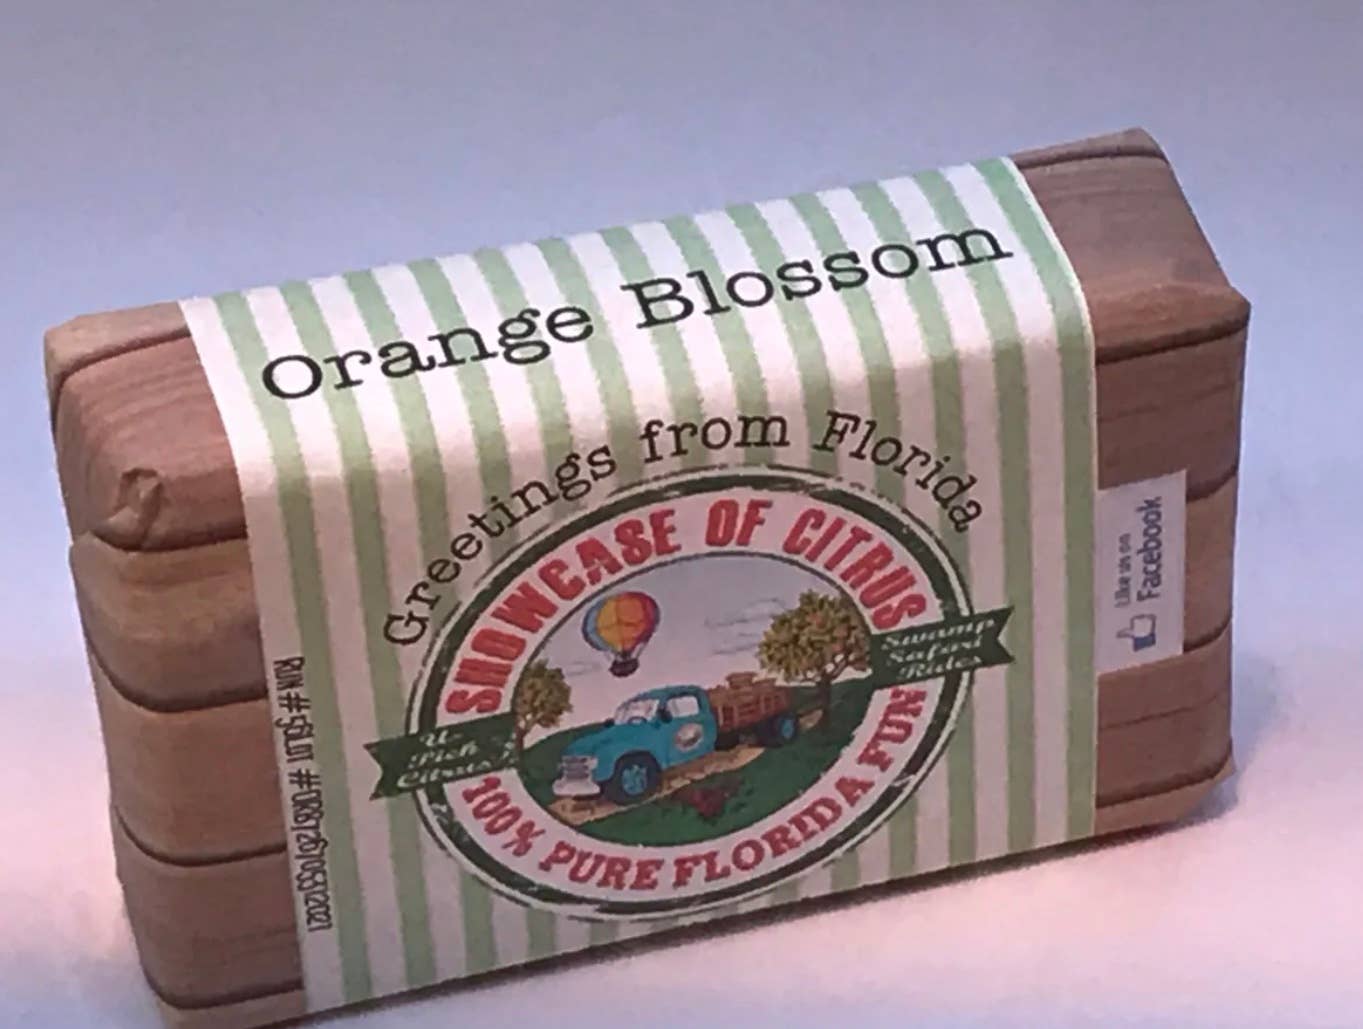 Orange Blossom
Greetings from Florida
SHOWCASE OF CITRUS
Swamp
Safari
Rides
U-
Pick
Citrus
100% PURE FLORIDA FUN
Like us on
Facebook